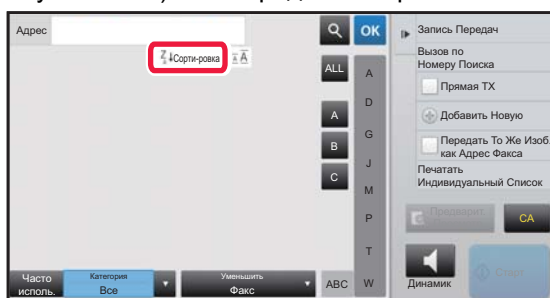 Адрес
OK
Сорти-ровка
A A
ALL
A
B
C
A
D
G
J
M
P
T
W
ABC
Часто
исполь.
Категория
Все
Уменьшить
Факс
Запись Передач
Вызов по
Номеру Поиска
Прямая TX
Добавить Новую
Передать То Же Изоб.
как Адрес Факса
Печатать
Индивидуальный Список
CA
Динамик
Старт